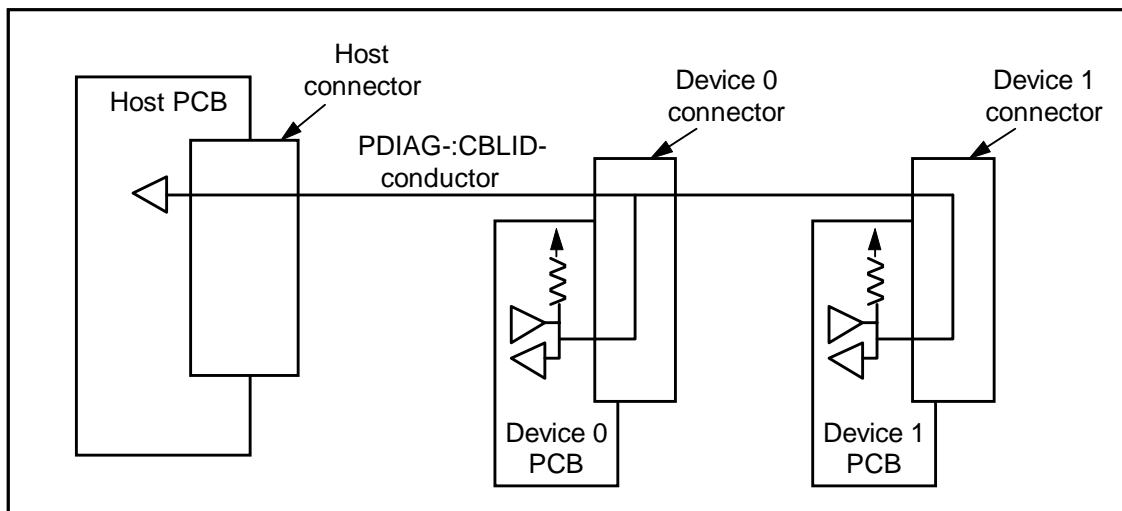 Host
connector
Host PCB
PDIAG-:CBLID-
conductor
Device 0
connector
Device 1
connector
Device 0
PCB
Device 1
PCB